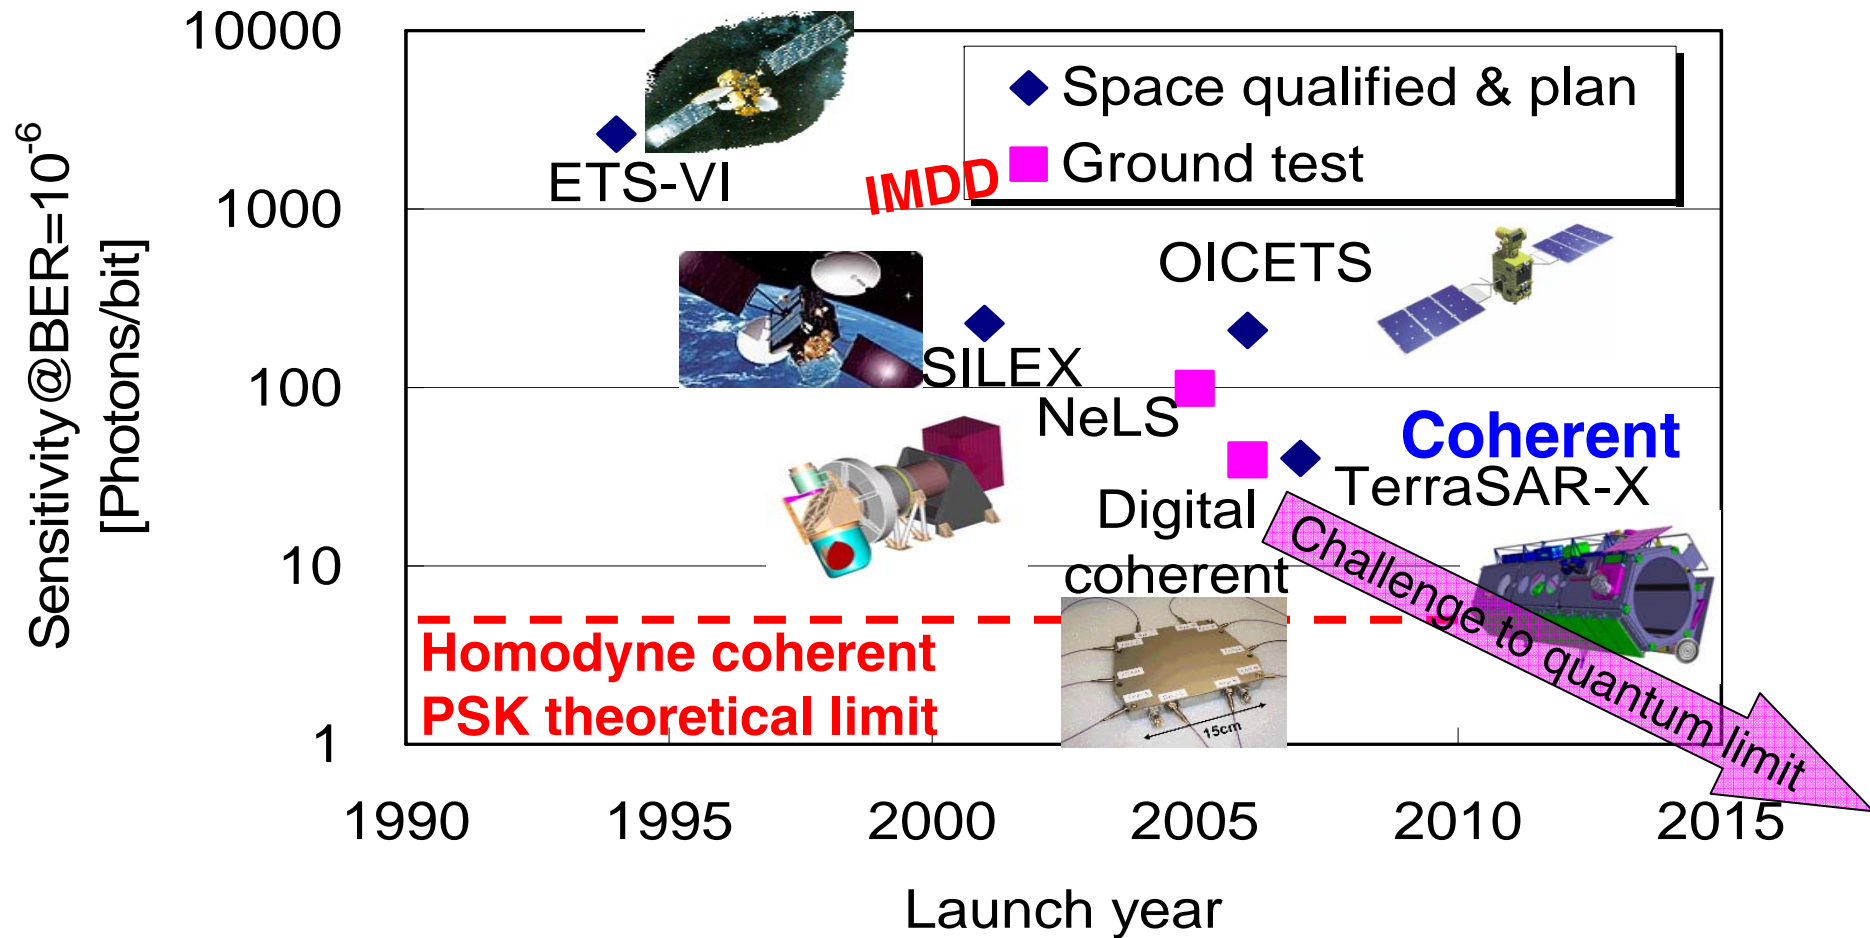 Sensitivity@BER=10⁻⁶
[Photons/bit]
10000
1000
100
10
1
Space qualified & plan
Ground test
ETS-VI
IMDD
OICETS
SILEX
NeLS
Coherent
TerraSAR-X
Digital
coherent
Challenge to quantum limit
Homodyne coherent
PSK theoretical limit
15cm
1990 1995 2000 2005 2010 2015
Launch year